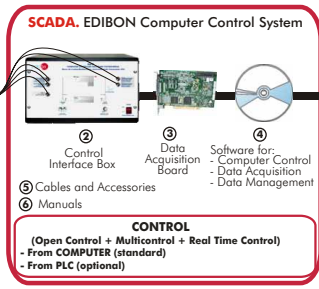 SCADA. EDIBON Computer Control System
② Control Interface Box
③ Data Acquisition Board
④ Software for:
- Computer Control
- Data Acquisition
- Data Management
⑤ Cables and Accessories
⑥ Manuals
CONTROL
(Open Control + Multicontrol + Real Time Control)
- From COMPUTER (standard)
- From PLC (optional)